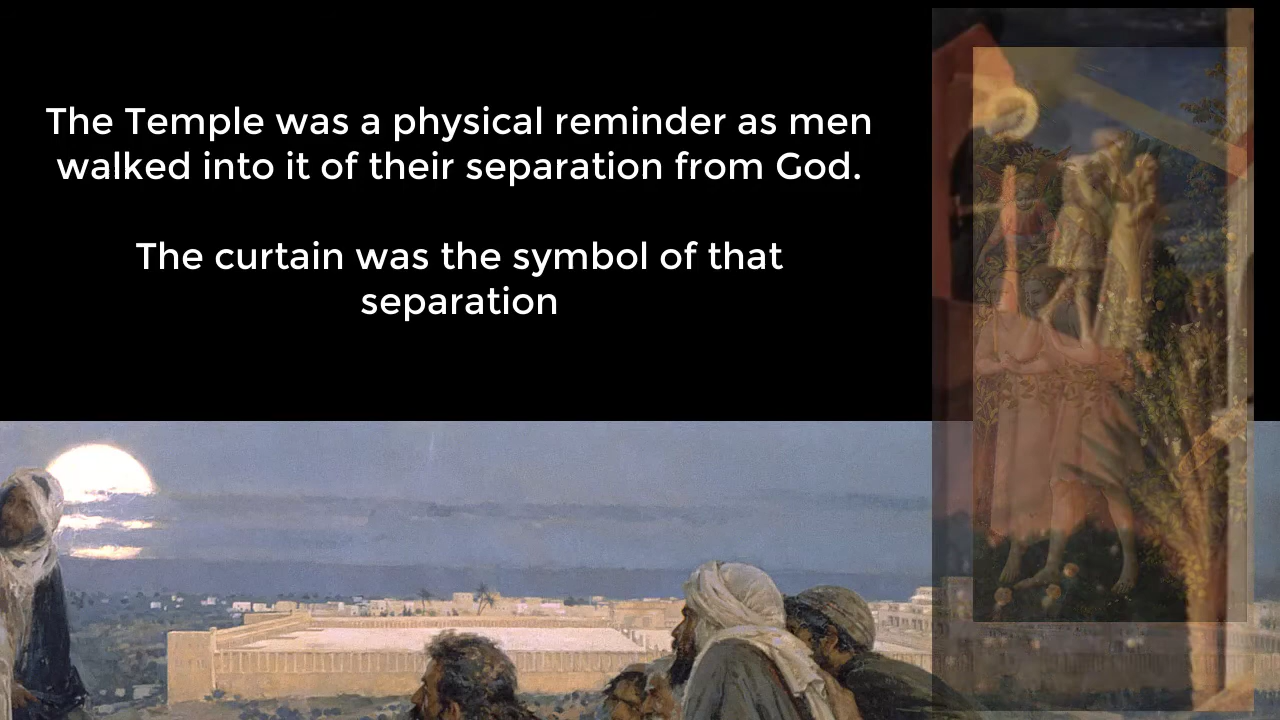 The Temple was a physical reminder as men
walked into it of their separation from God.
The curtain was the symbol of that
separation